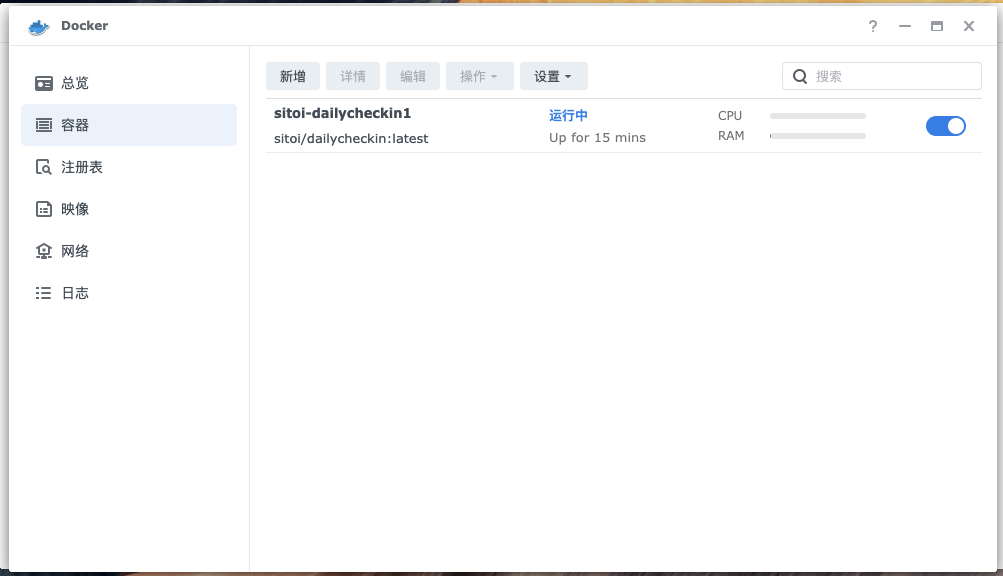 Docker
总览
容器
注册表
映像
网络
日志
新增 详情 编辑 操作 设置 搜索
sitoi-dailycheckin1 运行中 CPU
sitoi/dailycheckin:latest Up for 15 mins RAM